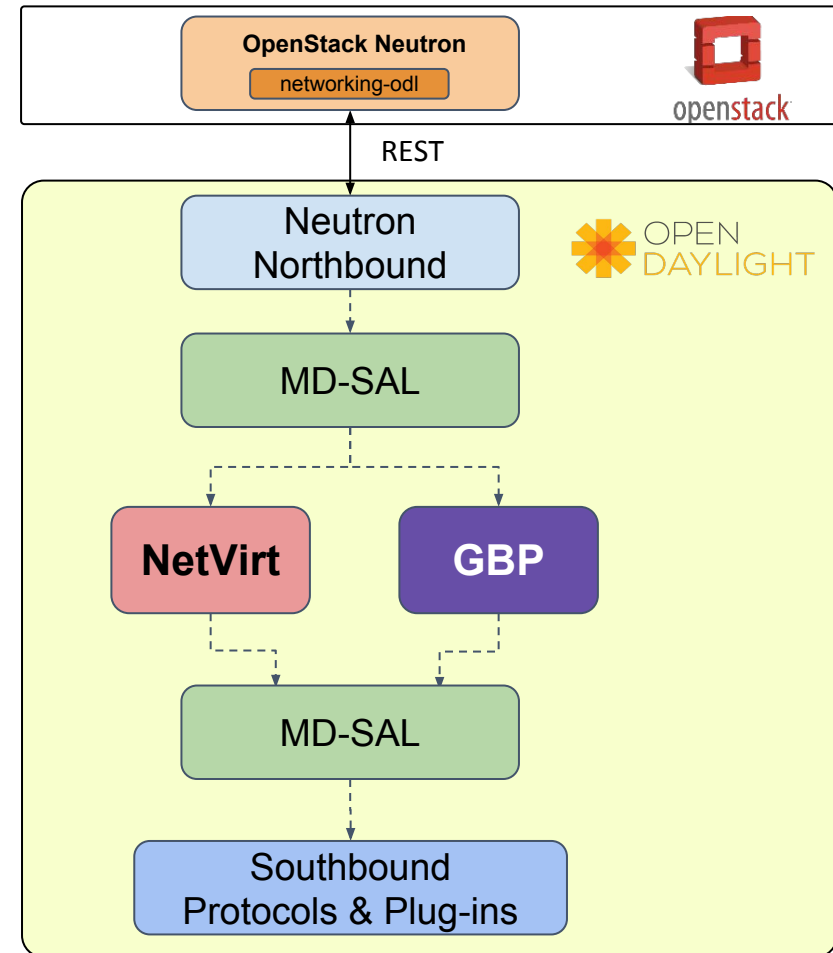 OpenStack Neutron
networking-odl
openstack
REST
Neutron
Northbound
OPEN
DAYLIGHT
MD-SAL
NetVirt
GBP
MD-SAL
Southbound
Protocols & Plug-ins